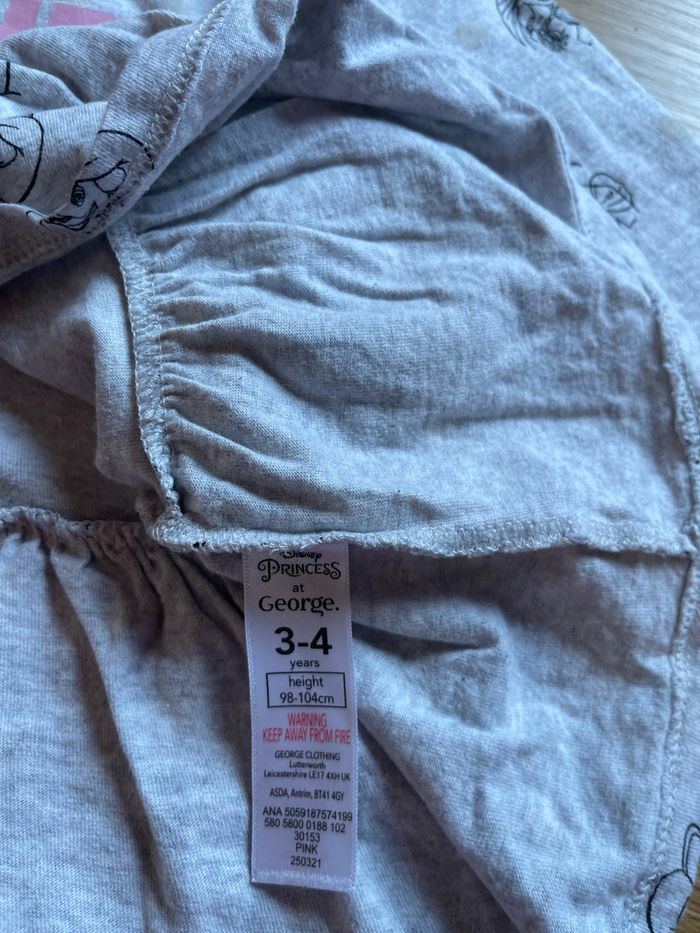 Disney
PRINCESS
at
George.
3-4
years
height
98-104cm
WARNING
KEEP AWAY FROM FIRE
GEORGE CLOTHING
Lutterworth
Leicestershire LE17 4XH UK
ASDA, Antrim, BT41 4GY
ANA 5059187574199
580 5800 0188 102
30153
PINK
250321